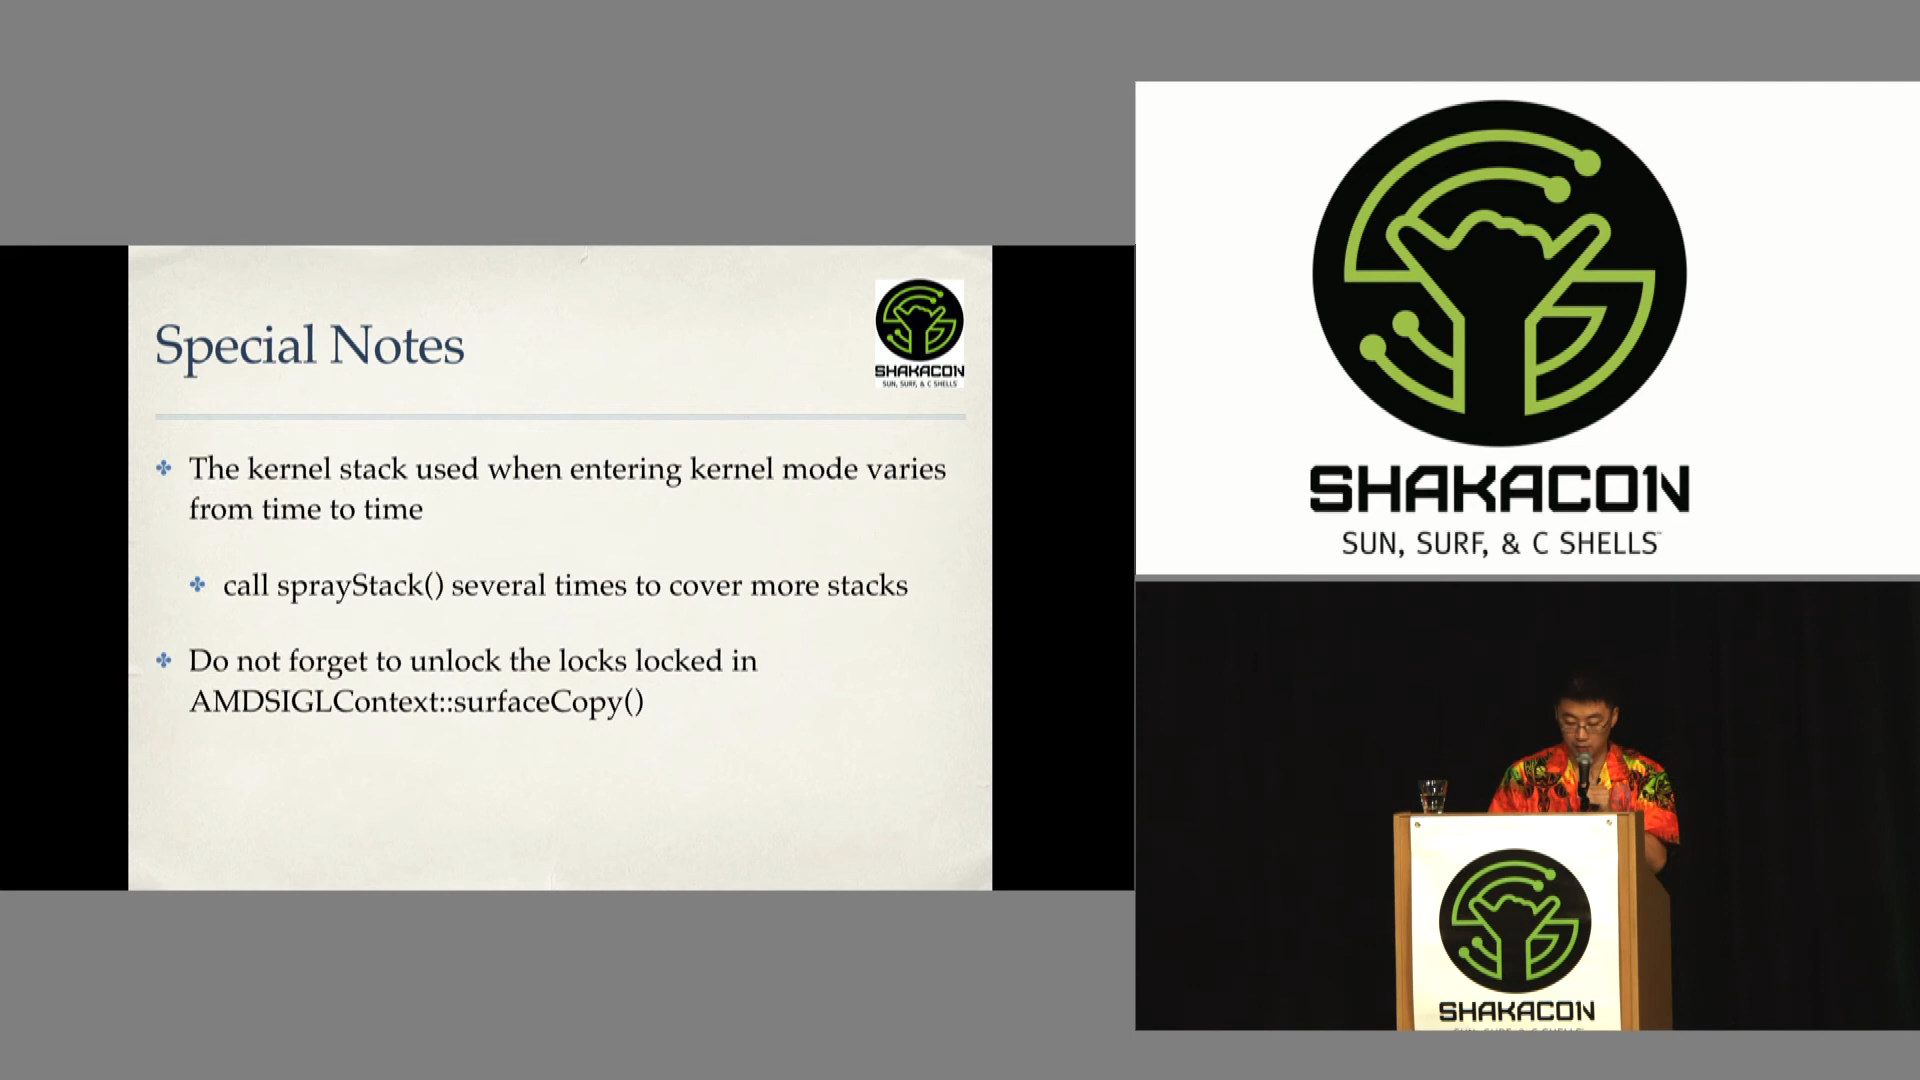 Special Notes
SHAKACON
SUN, SURF, & C SHELLS
The kernel stack used when entering kernel mode varies
from time to time
call sprayStack() several times to cover more stacks
Do not forget to unlock the locks locked in
AMDSIGLContext::surfaceCopy()
SHAKACON
SUN, SURF, & C SHELLS™
SHAKACON